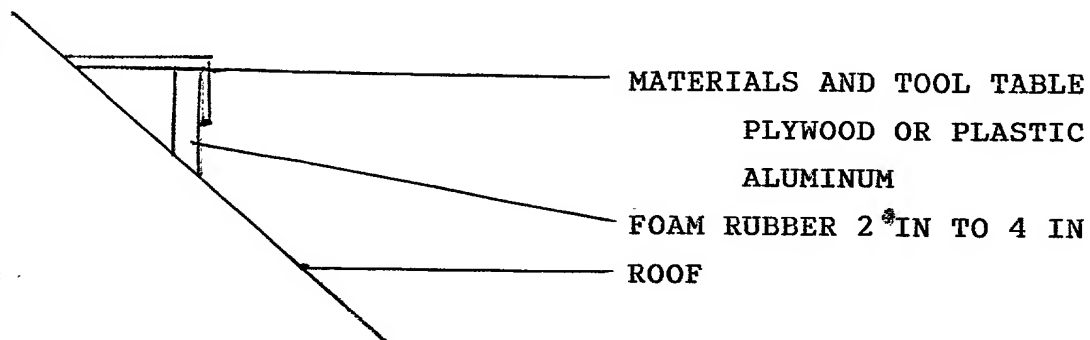 MATERIALS AND TOOL TABLE
PLYWOOD OR PLASTIC
ALUMINUM
FOAM RUBBER 2 IN TO 4 IN
ROOF